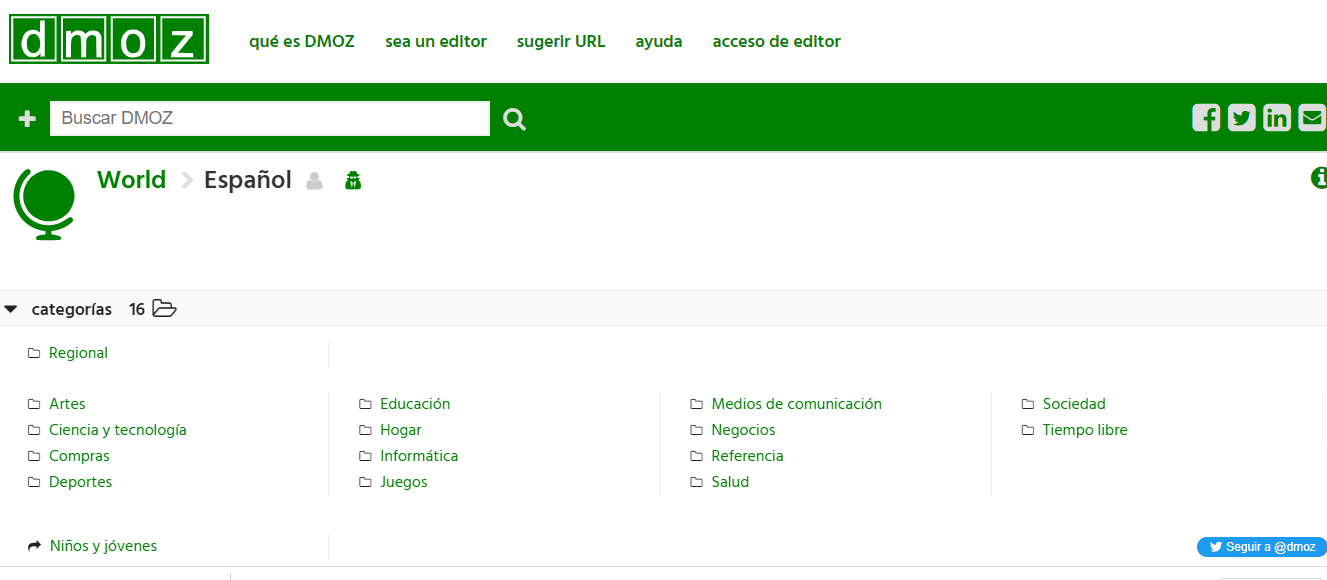 dmoz
qué es DMOZ sea un editor sugerir URL ayuda acceso de editor
Buscar DMOZ
World Español
categorías 16
Regional
Artes
Ciencia y tecnología
Compras
Deportes
Educación
Hogar
Informática
Juegos
Medios de comunicación
Negocios
Referencia
Salud
Sociedad
Tiempo libre
Niños y jóvenes
Seguir a @dmoz